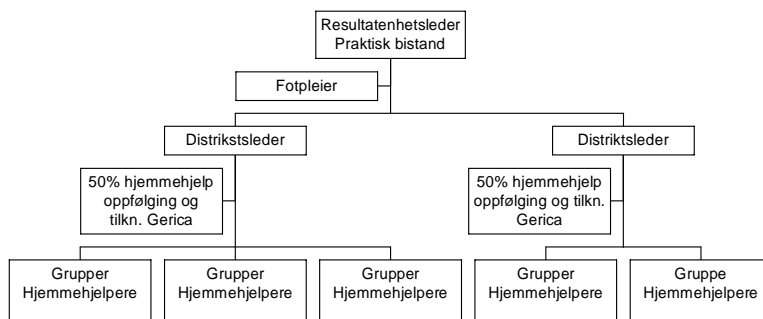 Resultatenhetsleder
Praktisk bistand
Fotpleier
Distrikstsleder
Distriktsleder
50% hjemmehjelp
oppfølging og
tilkn. Gerica
50% hjemmehjelp
oppfølging og tilkn.
Gerica
Grupper
Hjemmehjelpere
Grupper
Hjemmehjelpere
Grupper
Hjemmehjelpere
Grupper
Hjemmehjelpere
Gruppe
Hjemmehjelpere